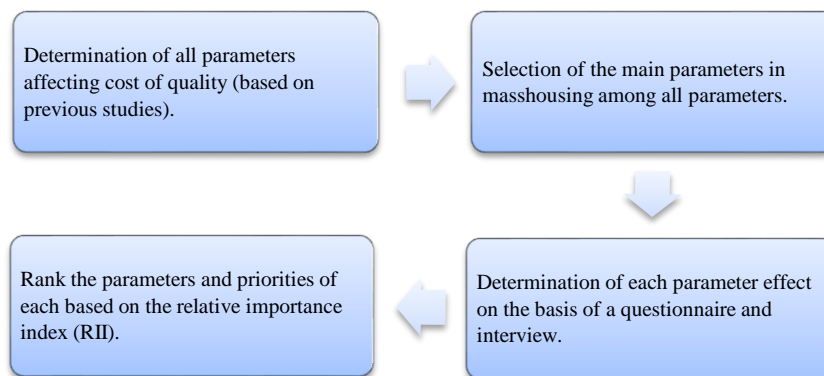 Determination of all parameters
affecting cost of quality (based on
previous studies).
Selection of the main parameters in
masshousing among all parameters.
Determination of each parameter effect
on the basis of a questionnaire and
interview.
Rank the parameters and priorities of
each based on the relative importance
index (RII).